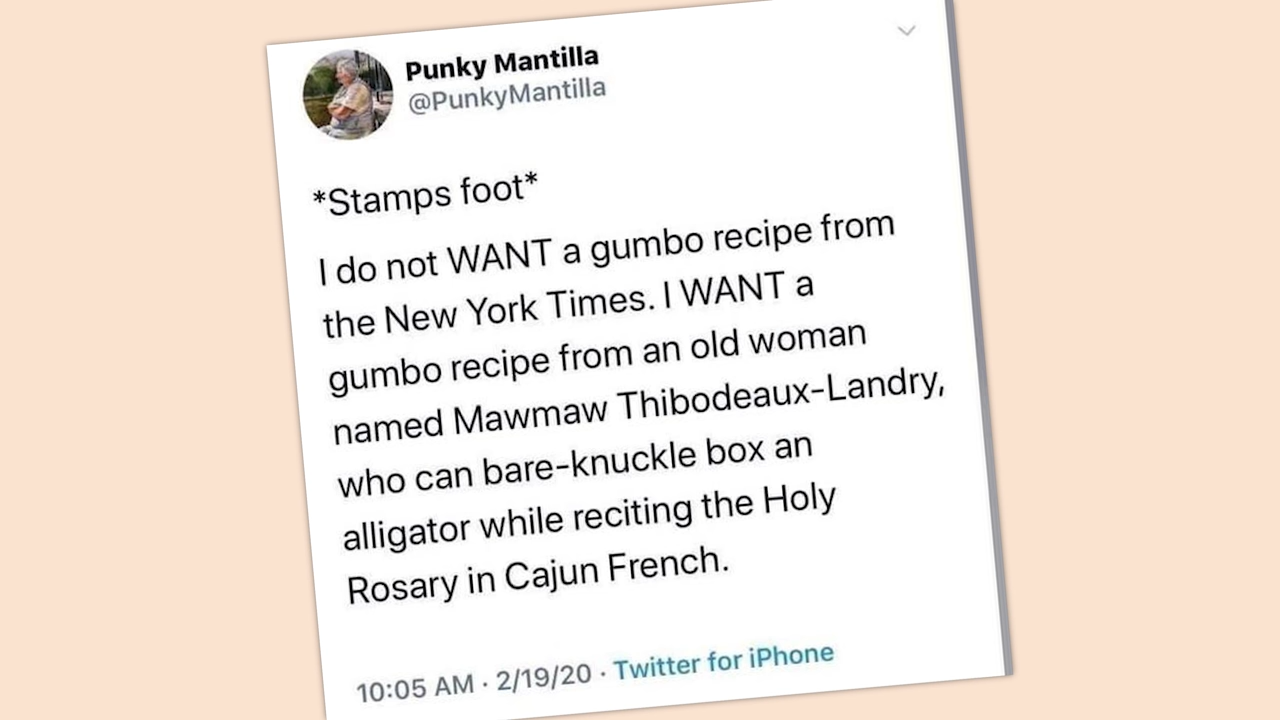 Punky Mantilla
@PunkyMantilla
*Stamps foot*
I do not WANT a gumbo recipe from
the New York Times. I WANT a
gumbo recipe from an old woman
named Mawmaw Thibodeaux-Landry,
who can bare-knuckle box an
alligator while reciting the Holy
Rosary in Cajun French.
10:05 AM · 2/19/20 · Twitter for iPhone